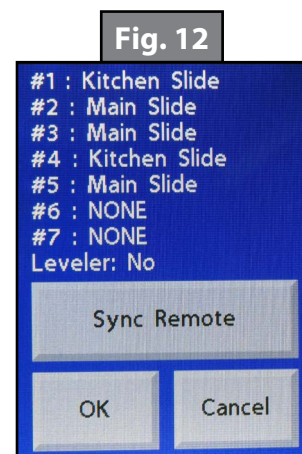 Fig. 12
#1 : Kitchen Slide
#2 : Main Slide
#3 : Main Slide
#4 : Kitchen Slide
#5 : Main Slide
#6 : NONE
#7 : NONE
Leveler: No
Sync Remote
OK
Cancel